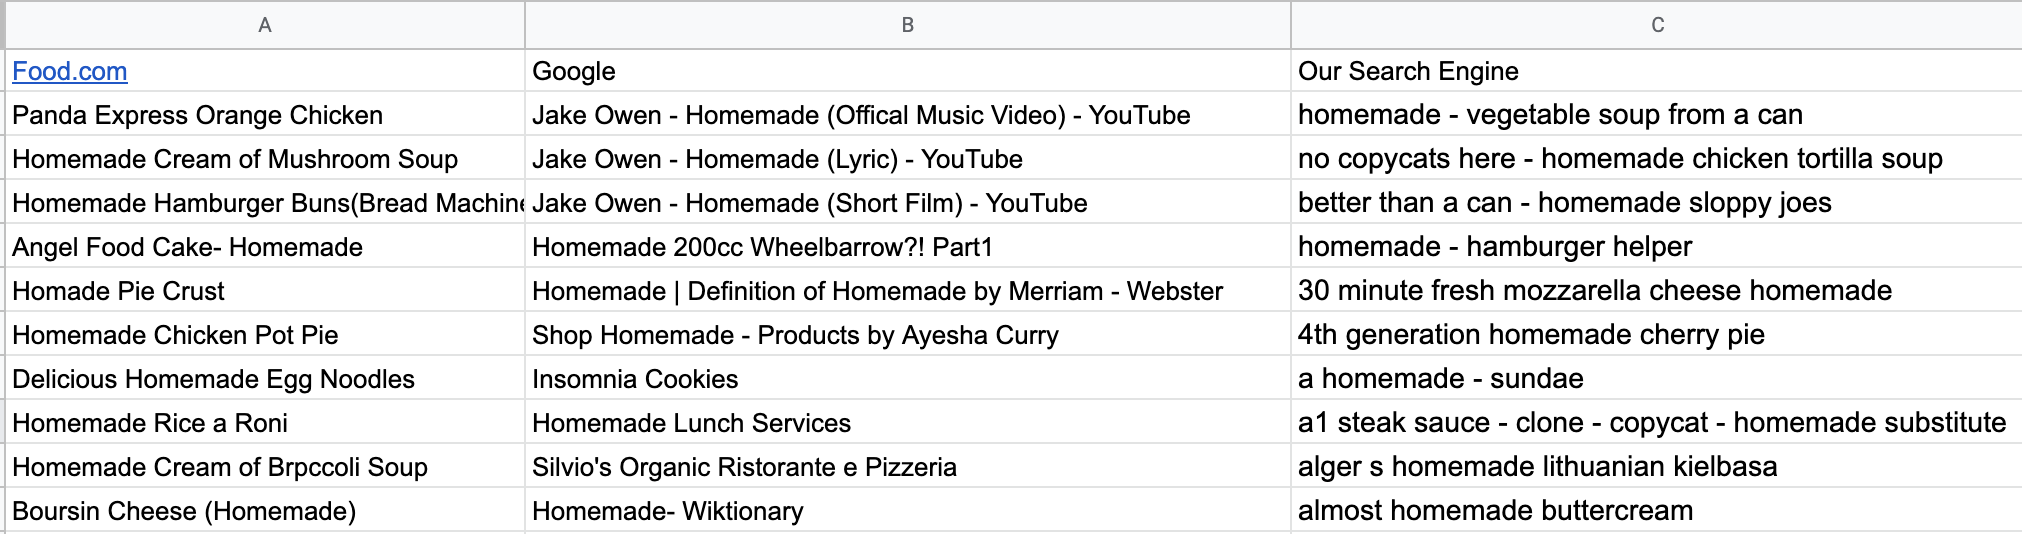 A B C
Food.com Google Our Search Engine
Panda Express Orange Chicken Jake Owen - Homemade (Offical Music Video) - YouTube homemade - vegetable soup from a can
Homemade Cream of Mushroom Soup Jake Owen - Homemade (Lyric) - YouTube no copycats here - homemade chicken tortilla soup
Homemade Hamburger Buns(Bread Machine Jake Owen - Homemade (Short Film) - YouTube better than a can - homemade sloppy joes
Angel Food Cake- Homemade Homemade 200cc Wheelbarrow?! Part1 homemade - hamburger helper
Homade Pie Crust Homemade | Definition of Homemade by Merriam - Webster 30 minute fresh mozzarella cheese homemade
Homemade Chicken Pot Pie Shop Homemade - Products by Ayesha Curry 4th generation homemade cherry pie
Delicious Homemade Egg Noodles Insomnia Cookies a homemade - sundae
Homemade Rice a Roni Homemade Lunch Services a1 steak sauce - clone - copycat - homemade substitute
Homemade Cream of Brpccoli Soup Silvio's Organic Ristorante e Pizzeria alger s homemade lithuanian kielbasa
Boursin Cheese (Homemade) Homemade- Wiktionary almost homemade buttercream